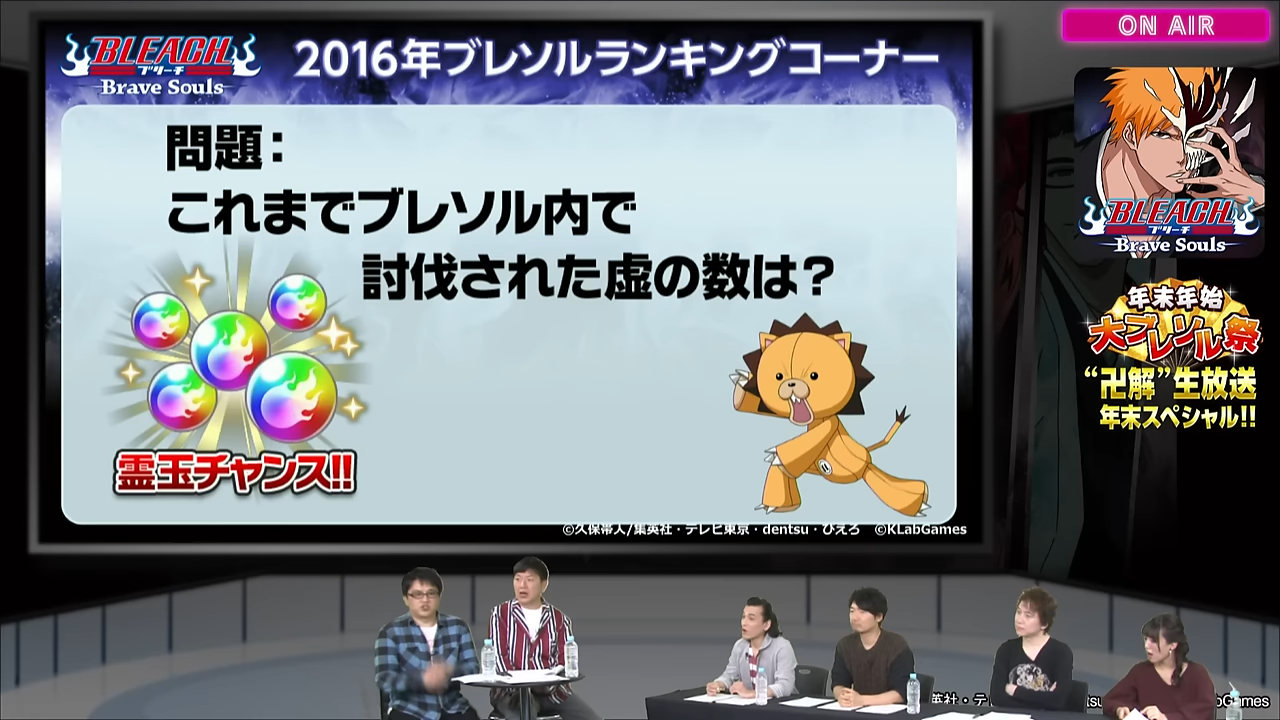 ON AIR
BLEACH
ブリーチ
Brave Souls
2016年ブレソルランキングコーナー
問題：
これまでブレソル内で
討伐された虚の数は？
霊玉チャンス!!
©久保帯人/集英社・テレビ東京・dentsu・ぴえろ ©KLabGames
BLEACH
ブリーチ
Brave Souls
年末年始
大ブレソル祭
“卍解”生放送
年末スペシャル!!